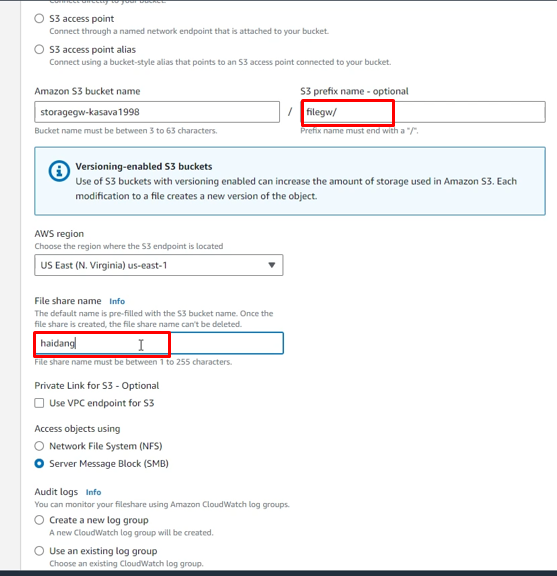 Connect directly to your bucket.
S3 access point
Connect through a named network endpoint that is attached to your bucket.
S3 access point alias
Connect using a bucket-style alias that points to an S3 access point connected to your bucket.
Amazon S3 bucket name
S3 prefix name - optional
storagegw-kasava1998
/
filegw/
Bucket name must be between 3 to 63 characters.
Prefix name must end with a "/".
Versioning-enabled S3 buckets
Use of S3 buckets with versioning enabled can increase the amount of storage used in Amazon S3. Each
modification to a file creates a new version of the object.
AWS region
Choose the region where the S3 endpoint is located
US East (N. Virginia) us-east-1
File share name Info
The default name is pre-filled with the S3 bucket name. Once the
file share is created, the file share name can't be deleted.
haidang
File share name must be between 1 to 255 characters.
Private Link for S3 - Optional
Use VPC endpoint for S3
Access objects using
Network File System (NFS)
Server Message Block (SMB)
Audit logs Info
You can monitor your fileshare using Amazon CloudWatch log groups.
Create a new log group
A new CloudWatch log group will be created.
Use an existing log group
Choose an existing CloudWatch log group.